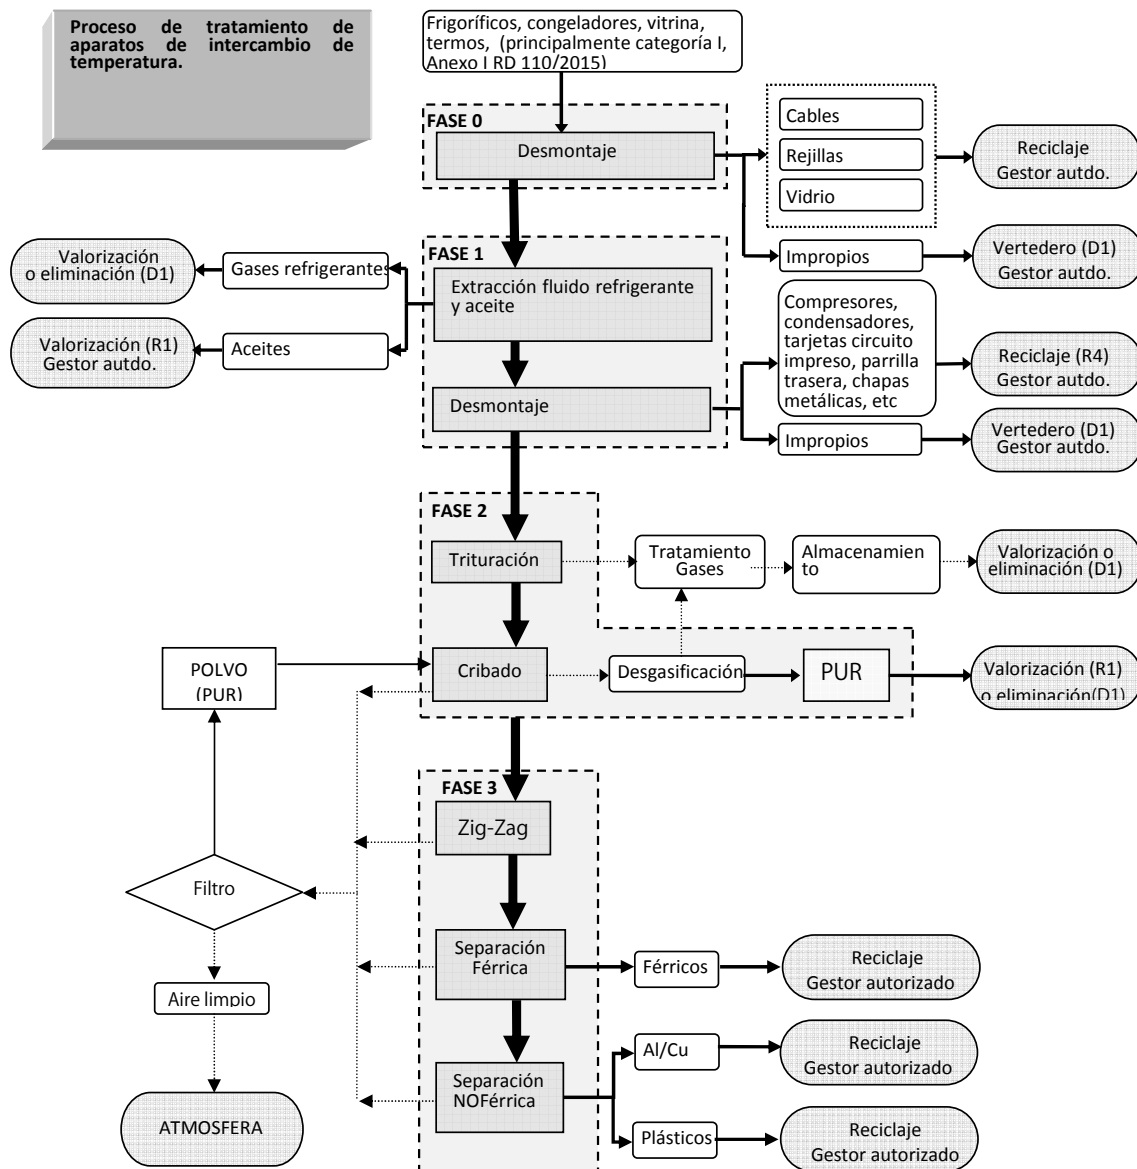 Proceso de tratamiento de
aparatos de intercambio de
temperatura.
Frigoríficos, congeladores, vitrina,
termos, (principalmente categoría I,
Anexo I RD 110/2015)
FASE 0
Desmontaje
Cables
Rejillas
Vidrio
Reciclaje
Gestor autdo.
Impropios
Vertedero (D1)
Gestor autdo.
FASE 1
Extracción fluido refrigerante
y aceite
Gases refrigerantes
Valorización
o eliminación (D1)
Aceites
Valorización (R1)
Gestor autdo.
Desmontaje
Compresores,
condensadores,
tarjetas circuito
impreso, parrilla
trasera, chapas
metálicas, etc
Reciclaje (R4)
Gestor autdo.
Impropios
Vertedero (D1)
Gestor autdo.
FASE 2
Trituración
Tratamiento
Gases
Almacenamien
to
Valorización o
eliminación (D1)
POLVO
(PUR)
Cribado
Desgasificación
PUR
Valorización (R1)
o eliminación(D1)
FASE 3
Zig-Zag
Filtro
Separación
Férrica
Férricos
Reciclaje
Gestor autorizado
Aire limpio
Separación
NOFérrica
Al/Cu
Reciclaje
Gestor autorizado
Plásticos
Reciclaje
Gestor autorizado
ATMOSFERA